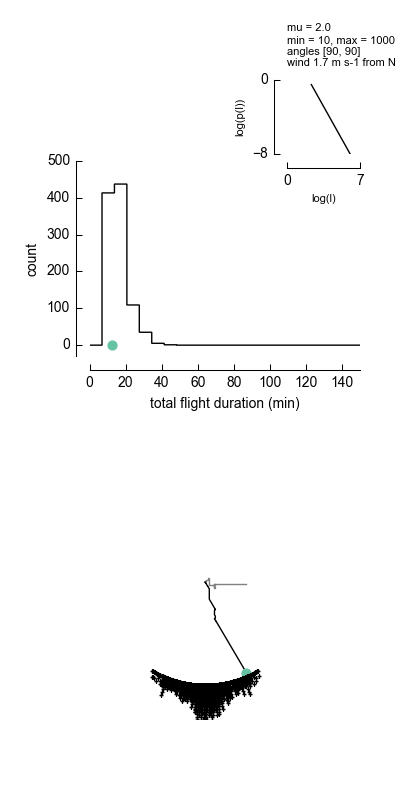 mu = 2.0
min = 10, max = 1000
angles [90, 90]
wind 1.7 m s-1 from N
0
log(p(l))
−8
0 7
log(l)
500
400
300
count
200
100
0
0 20 40 60 80 100 120 140
total flight duration (min)